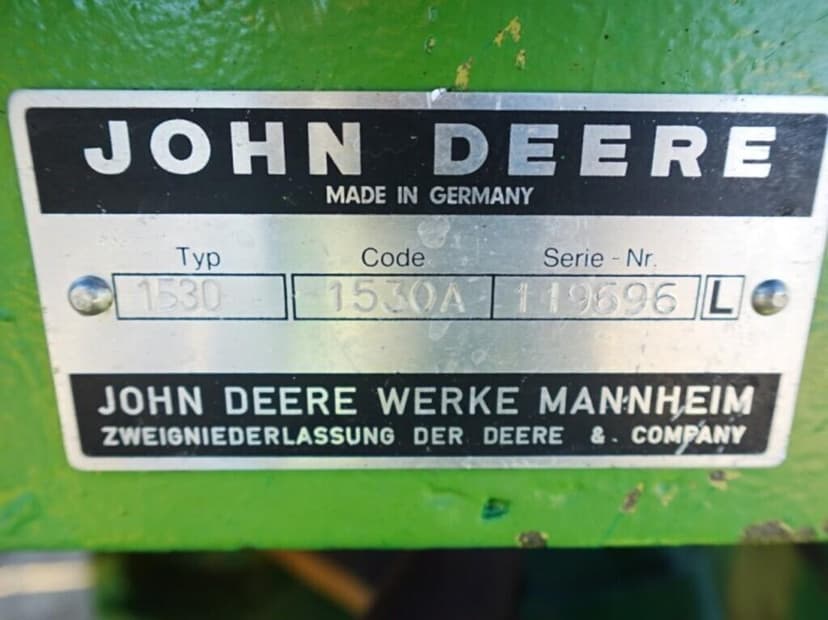 JOHN DEERE
MADE IN GERMANY
Typ Code Serie-Nr.
1530 1530A 119696 L
JOHN DEERE WERKE MANNHEIM
ZWEIGNIEDERLASSUNG DER DEERE & COMPANY